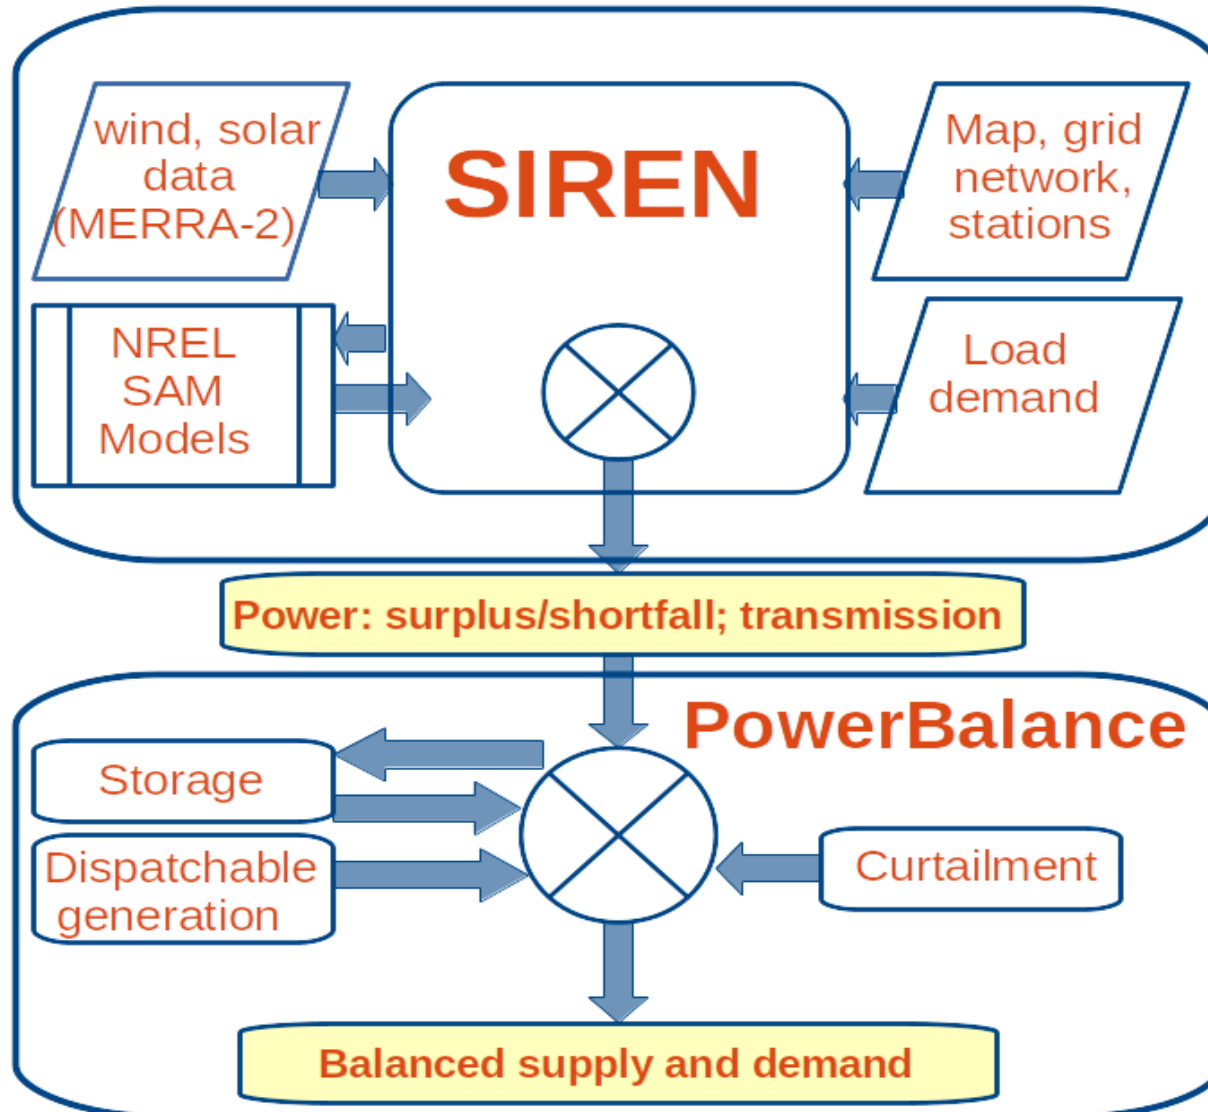 wind, solar
data
(MERRA-2)
SIREN
Map, grid
network,
stations
NREL
SAM
Models
Load
demand
Power: surplus/shortfall; transmission
PowerBalance
Storage
Dispatchable
generation
Curtailment
Balanced supply and demand